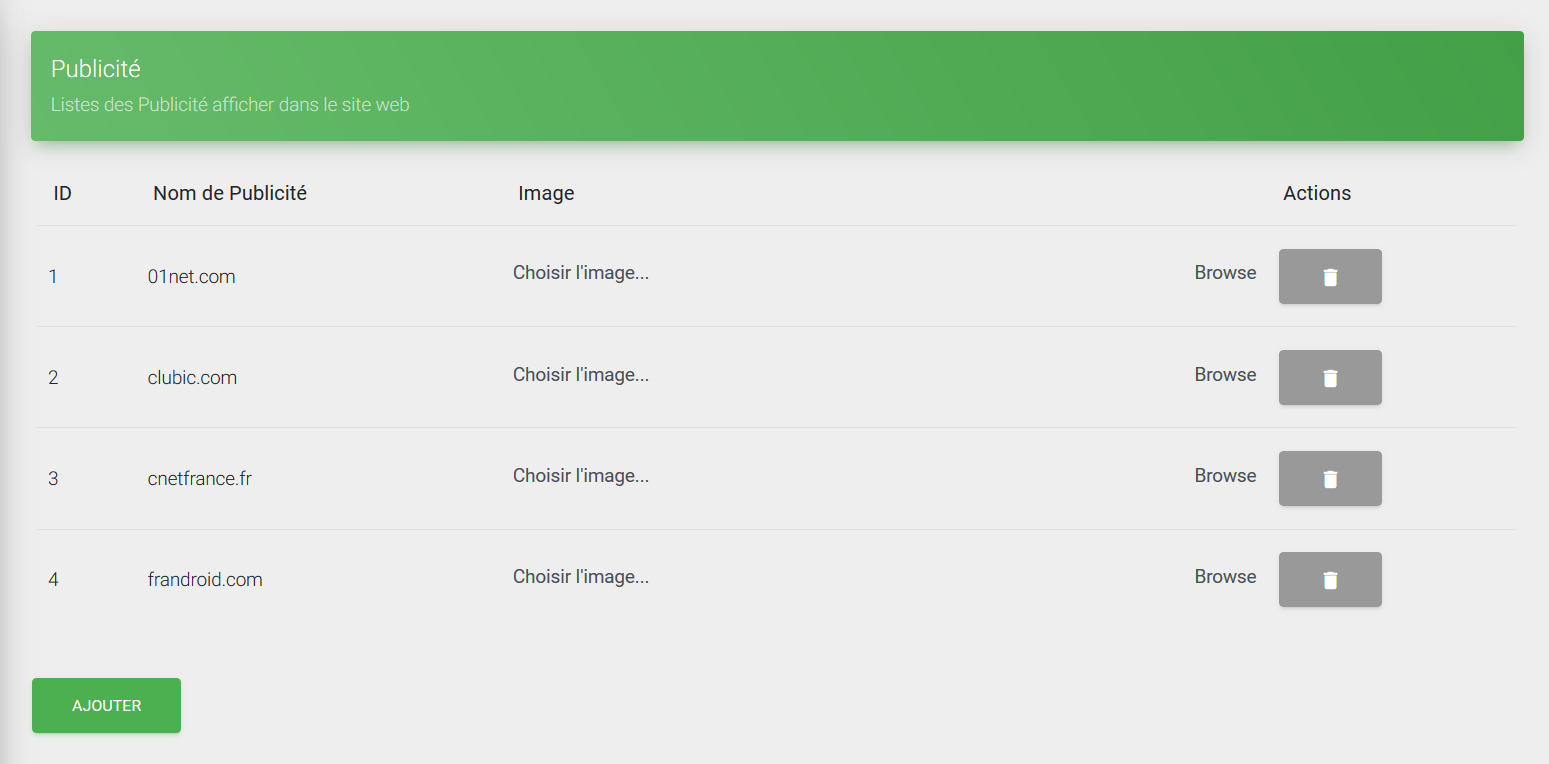 Publicité
Listes des Publicité afficher dans le site web
ID Nom de Publicité Image Actions
1 01net.com Choisir l'image... Browse
2 clubic.com Choisir l'image... Browse
3 cnetfrance.fr Choisir l'image... Browse
4 frandroid.com Choisir l'image... Browse
AJOUTER